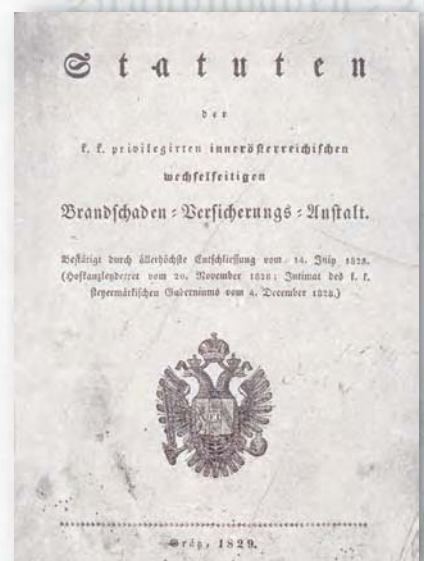 Statuten
der
k. k. privilegirten innerösterreichischen
wechselseitigen
Brandschaden-Versicherungs-Anstalt.
Bestätigt durch allerhöchste Entschliessung vom 14. July 1828.
(Hofkanzleydecret vom 20. November 1828; Intimat des k. k.
steyermärkischen Guberniums vom 4. December 1828.)
Grätz, 1829.